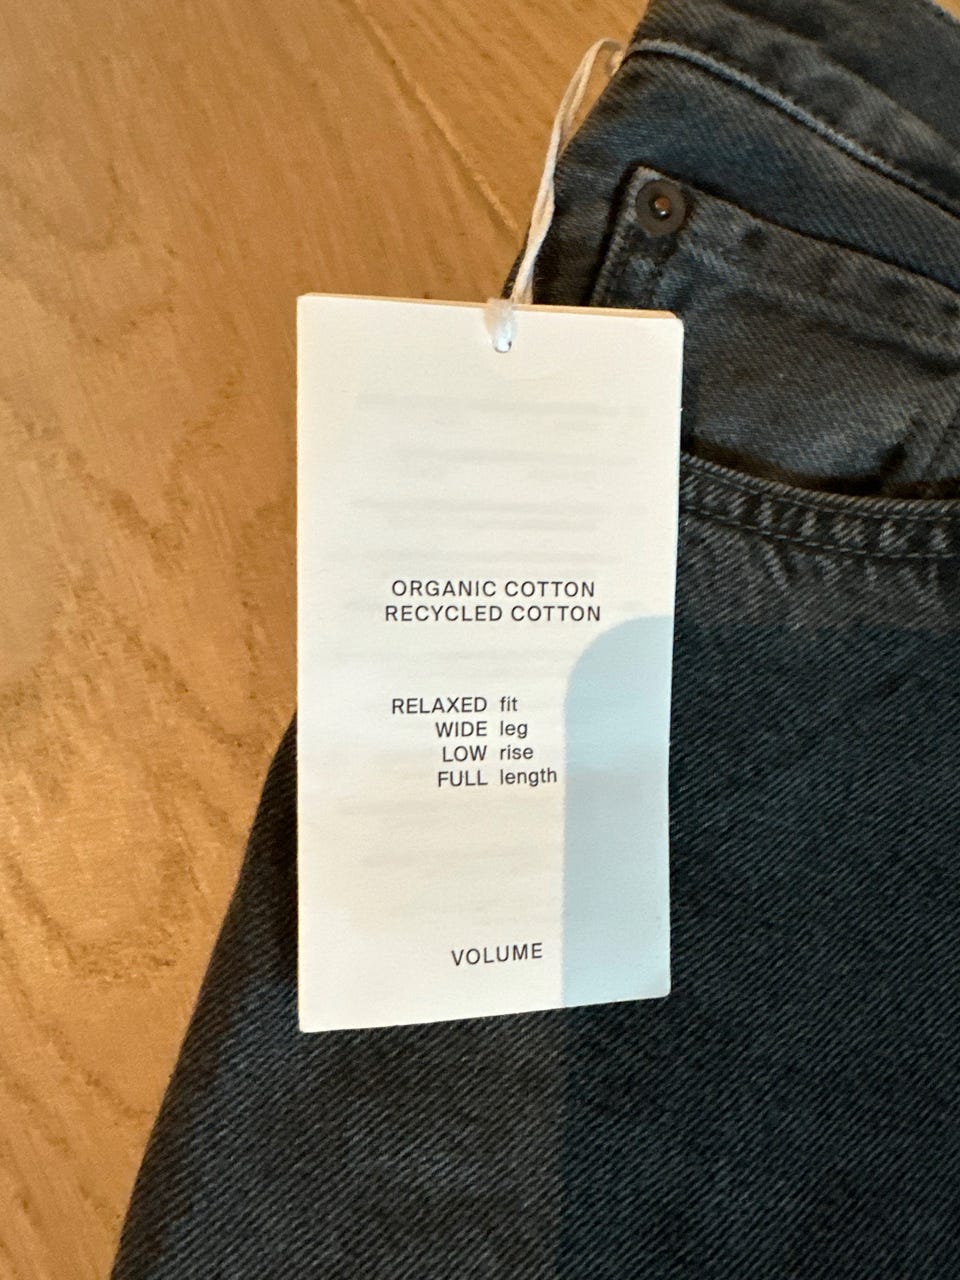 ORGANIC COTTON
RECYCLED COTTON
RELAXED fit
WIDE leg
LOW rise
FULL length
VOLUME